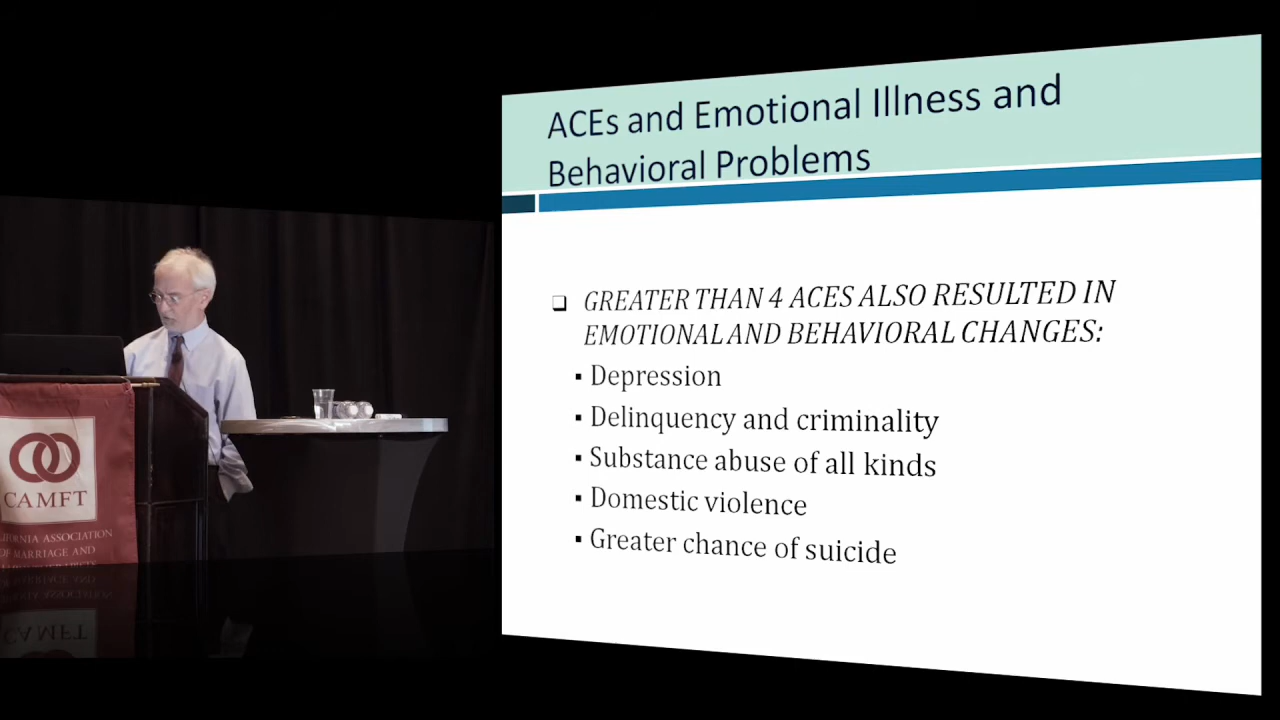 ACEs and Emotional Illness and
Behavioral Problems
GREATER THAN 4 ACES ALSO RESULTED IN
EMOTIONAL AND BEHAVIORAL CHANGES:
Depression
Delinquency and criminality
Substance abuse of all kinds
Domestic violence
Greater chance of suicide
CAMFT
ASSOCIATION
OF MARRIAGE AND